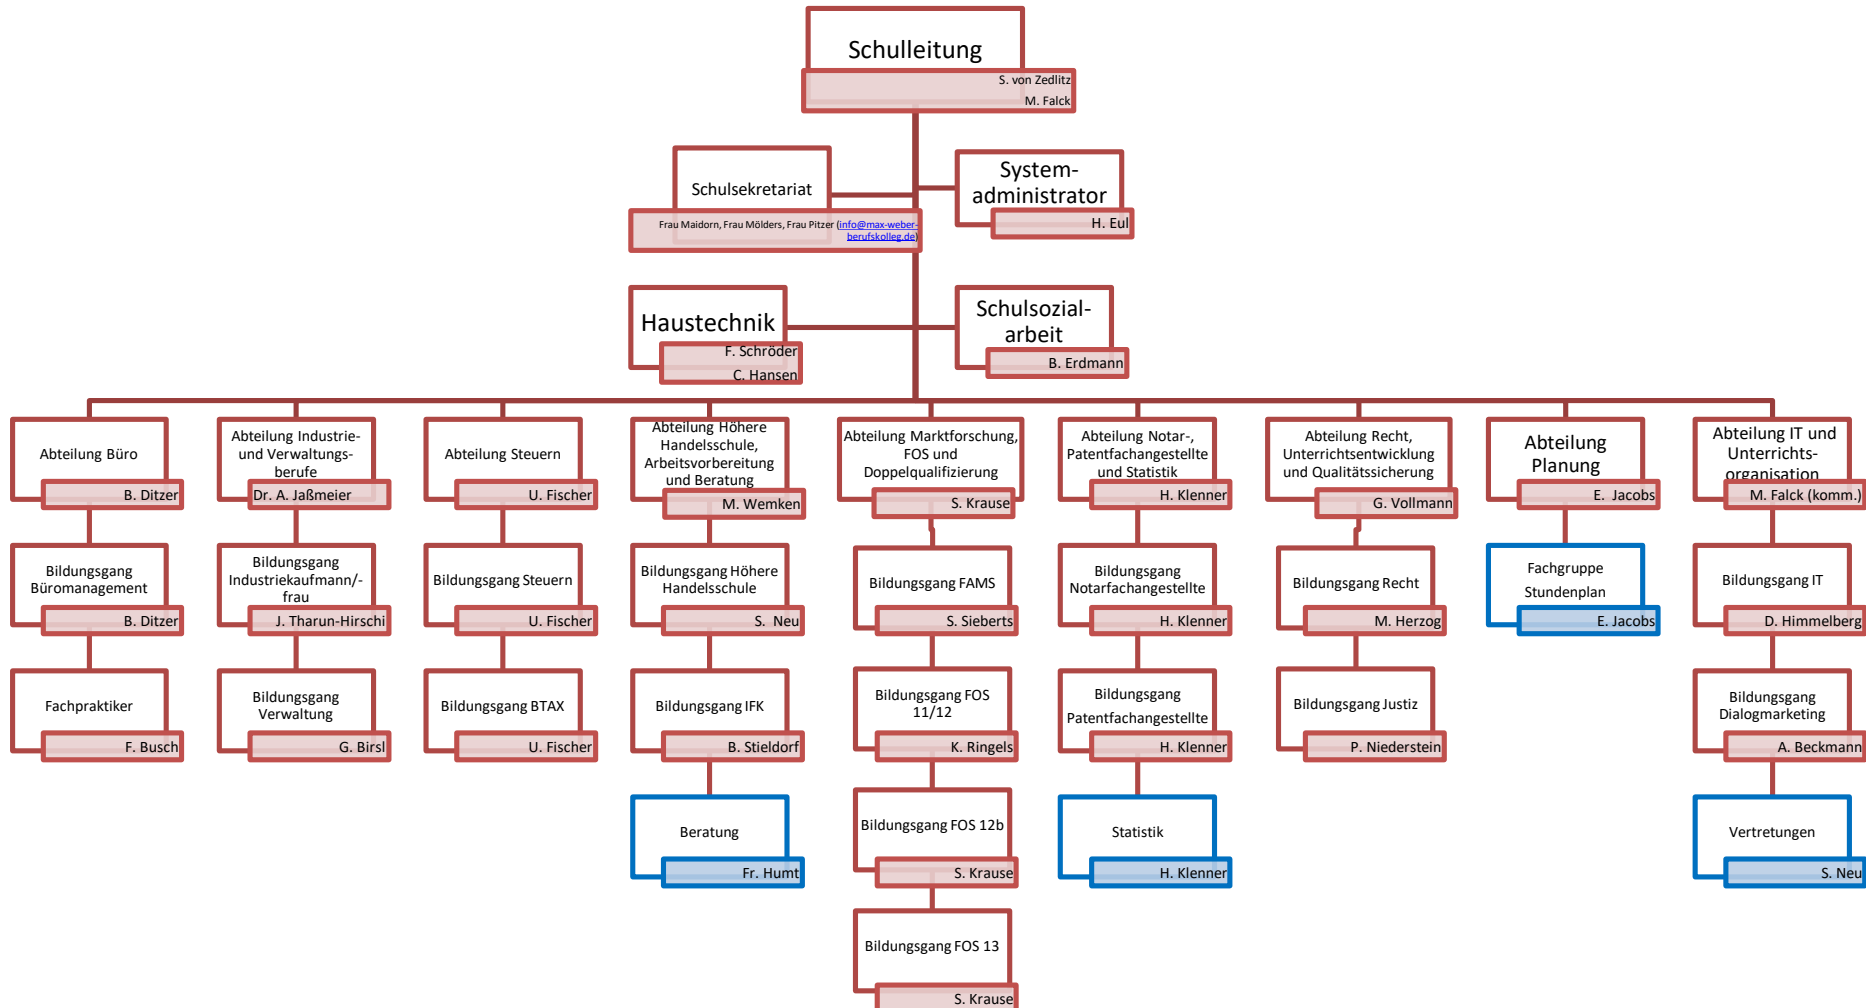 Schulleitung
S. von Zedlitz
M. Falck
Schulsekretariat
Frau Maidorn, Frau Mölders, Frau Pitzer (info@max-weber-
berufskolleg.de)
System-
administrator
H. Eul
Haustechnik
F. Schröder
C. Hansen
Schulsozial-
arbeit
B. Erdmann
Abteilung Büro
B. Ditzer
Abteilung Industrie-
und Verwaltungs-
berufe
Dr. A. Jaßmeier
Abteilung Steuern
U. Fischer
Abteilung Höhere
Handelsschule,
Arbeitsvorbereitung
und Beratung
M. Wemken
Abteilung Marktforschung,
FOS und
Doppelqualifizierung
S. Krause
Abteilung Notar-,
Patentfachangestellte
und Statistik
H. Klenner
Abteilung Recht,
Unterrichtsentwicklung
und Qualitätssicherung
G. Vollmann
Abteilung
Planung
E. Jacobs
Abteilung IT und
Unterrichts-
organisation
M. Falck (komm.)
Bildungsgang
Büromanagement
B. Ditzer
Bildungsgang
Industriekaufmann/-
frau
J. Tharun-Hirschi
Bildungsgang Steuern
U. Fischer
Bildungsgang Höhere
Handelsschule
S. Neu
Bildungsgang FAMS
S. Sieberts
Bildungsgang
Notarfachangestellte
H. Klenner
Bildungsgang Recht
M. Herzog
Fachgruppe
Stundenplan
E. Jacobs
Bildungsgang IT
D. Himmelberg
Fachpraktiker
F. Busch
Bildungsgang
Verwaltung
G. Birsl
Bildungsgang BTAX
U. Fischer
Bildungsgang IFK
B. Stieldorf
Bildungsgang FOS
11/12
K. Ringels
Bildungsgang
Patentfachangestellte
H. Klenner
Bildungsgang Justiz
P. Niederstein
Bildungsgang
Dialogmarketing
A. Beckmann
Beratung
Fr. Humt
Bildungsgang FOS 12b
S. Krause
Statistik
H. Klenner
Vertretungen
S. Neu
Bildungsgang FOS 13
S. Krause